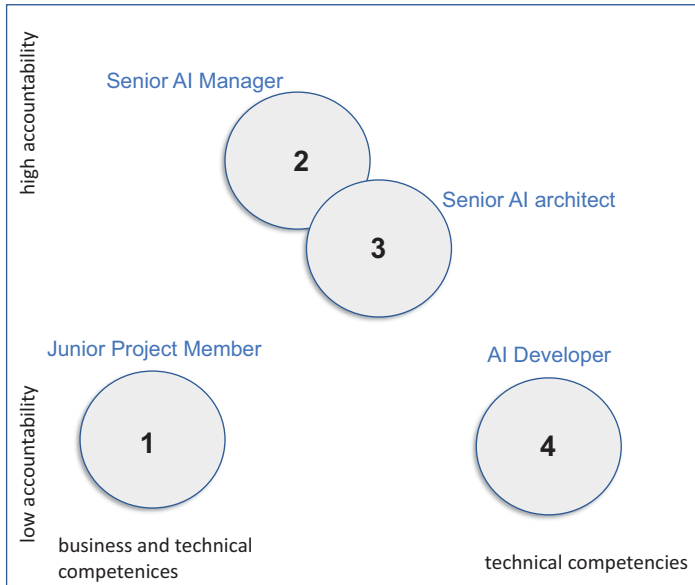 high accountability
Senior AI Manager
2
Senior AI architect
3
Junior Project Member
AI Developer
low accountability
1
4
business and technical
competenices
technical competencies